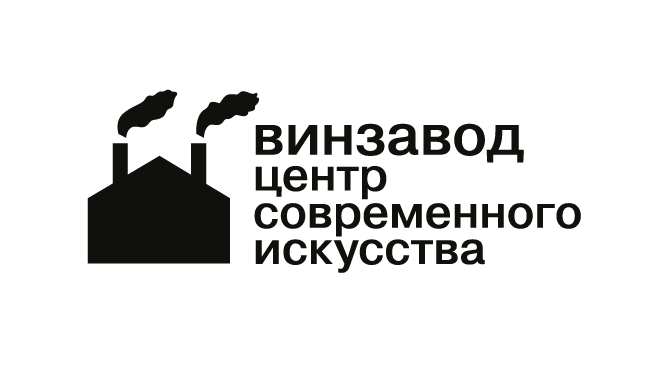 винзавод
центр
современного
искусства